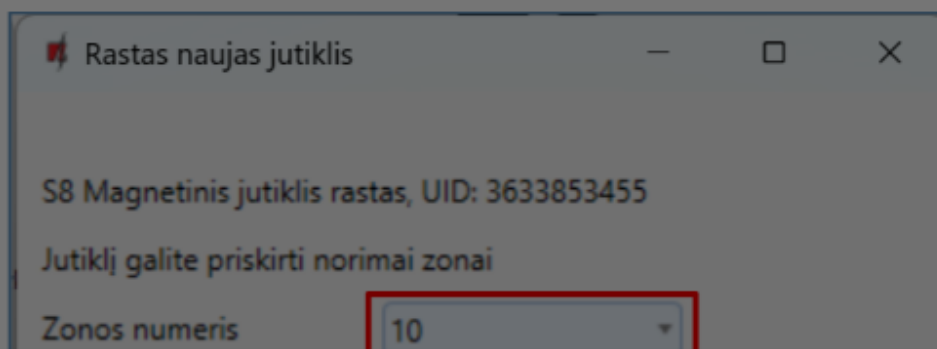 Rastas naujas jutiklis
S8 Magnetinis jutiklis rastas, UID: 3633853455
Jutiklį galite priskirti norimai zonai
Zonos numeris 10